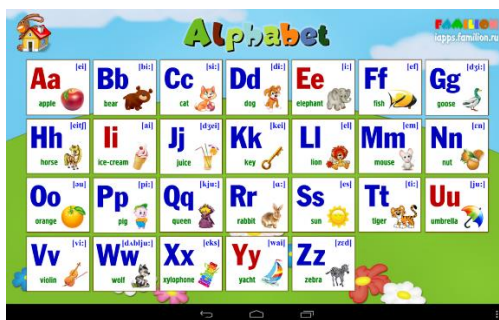 Alphabet
FAMILION
iapps.familion.ru
[ei] [bi:] [si:] [di:] [i:] [ef] [dʒi:]
Aa Bb Cc Dd Ee Ff Gg
apple bear cat dog elephant fish goose
[eitʃ] [ai] [dʒei] [kei] [el] [em] [en]
Hh Ii Jj Kk Ll Mm Nn
horse ice-cream juice key lion mouse nut
[əu] [pi:] [kju:] [ɑ:] [es] [ti:] [ju:]
Oo Pp Qq Rr Ss Tt Uu
orange pig queen rabbit sun tiger umbrella
[vi:] [dʌblju:] [eks] [wai] [zed]
Vv Ww Xx Yy Zz
violin wolf xylophone yacht zebra